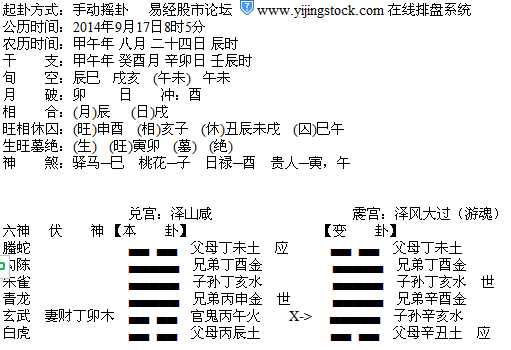 起卦方式：手动摇卦 易经股市论坛 www.yijingstock.com 在线排盘系统
公历时间：2014年9月17日8时5分
农历时间：甲午年 八月 二十四日 辰时
干 支：甲午年 癸酉月 辛卯日 壬辰时
旬 空：辰巳 戌亥 (午未) 午未
月 破：卯 日 冲：酉
相 合：(月)辰 (日)戌
旺相休囚：(旺)申酉 (相)亥子 (休)丑辰未戌 (囚)巳午
生旺墓绝：(生) (旺)寅卯 (墓) (绝)
神 煞：驿马─巳 桃花─子 日禄─酉 贵人─寅，午
兑宫：泽山咸 震宫：泽风大过（游魂）
六神 伏 神 【本 卦】 【变 卦】
螣蛇 父母丁未土 应 父母丁未土
陈 兄弟丁酉金 兄弟丁酉金
朱雀 子孙丁亥水 子孙丁亥水 世
青龙 兄弟丙申金 世 兄弟辛酉金
玄武 妻财丁卯木 官鬼丙午火 X-> 子孙辛亥水
白虎 父母丙辰土 父母辛丑土 应